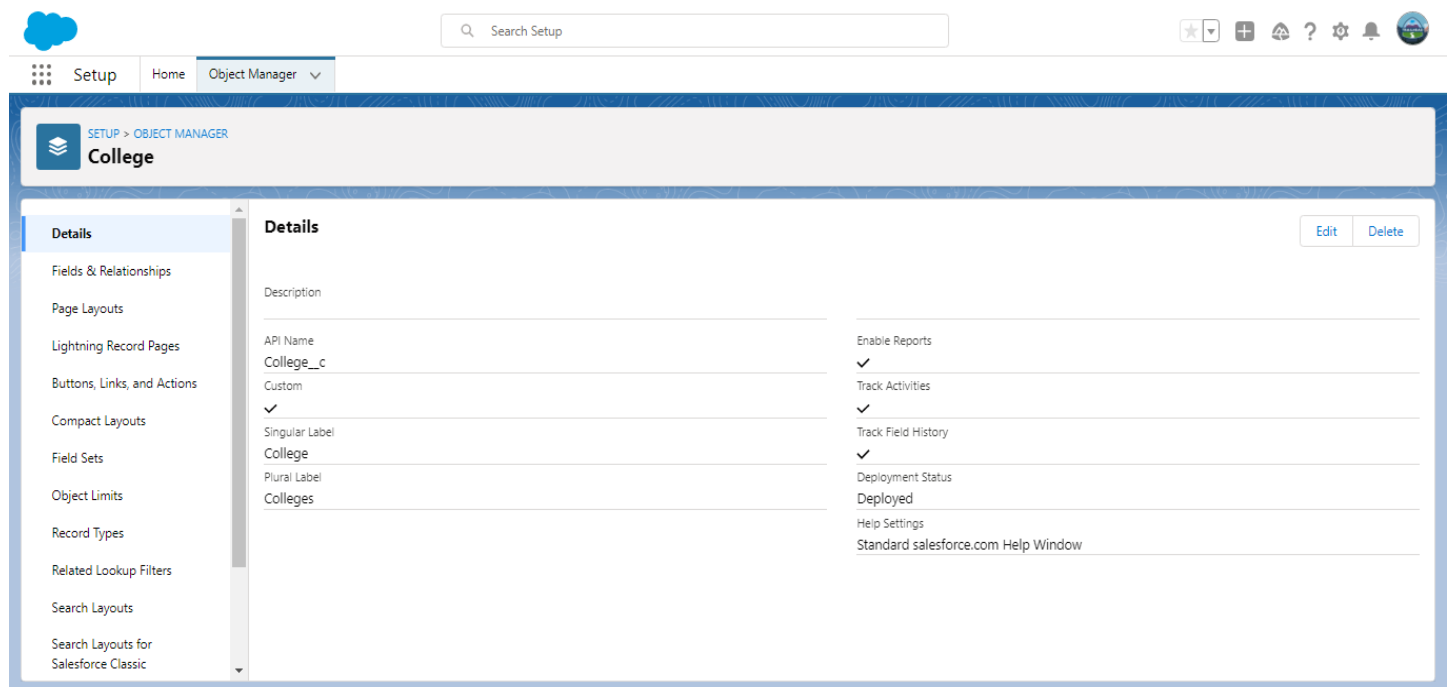 Search Setup
Setup
Home
Object Manager
SETUP > OBJECT MANAGER
College
Details
Fields & Relationships
Page Layouts
Lightning Record Pages
Buttons, Links, and Actions
Compact Layouts
Field Sets
Object Limits
Record Types
Related Lookup Filters
Search Layouts
Search Layouts for
Salesforce Classic
Details
Edit
Delete
Description
API Name
College__c
Custom
Singular Label
College
Plural Label
Colleges
Enable Reports
Track Activities
Track Field History
Deployment Status
Deployed
Help Settings
Standard salesforce.com Help Window